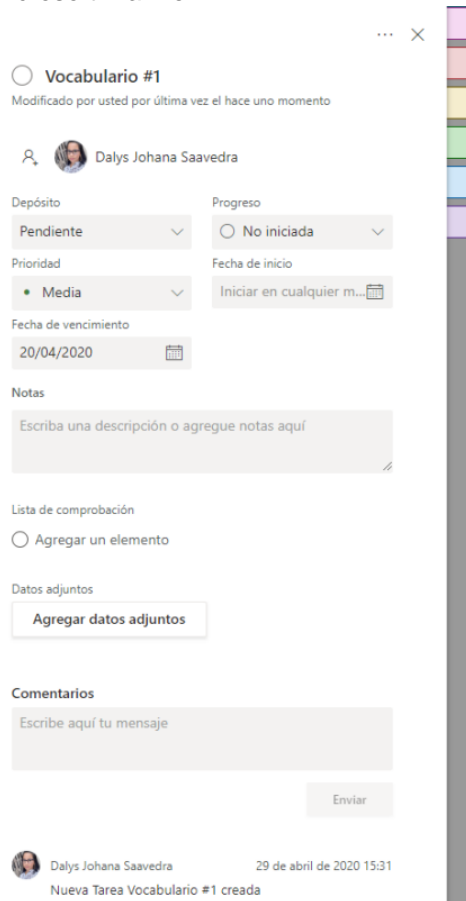 Vocabulario #1
Modificado por usted por última vez el hace uno momento
Dalys Johana Saavedra
Depósito Progreso
Pendiente No iniciada
Prioridad Fecha de inicio
• Media Iniciar en cualquier m...
Fecha de vencimiento
20/04/2020
Notas
Escriba una descripción o agregue notas aquí
Lista de comprobación
Agregar un elemento
Datos adjuntos
Agregar datos adjuntos
Comentarios
Escribe aquí tu mensaje
Enviar
Dalys Johana Saavedra 29 de abril de 2020 15:31
Nueva Tarea Vocabulario #1 creada